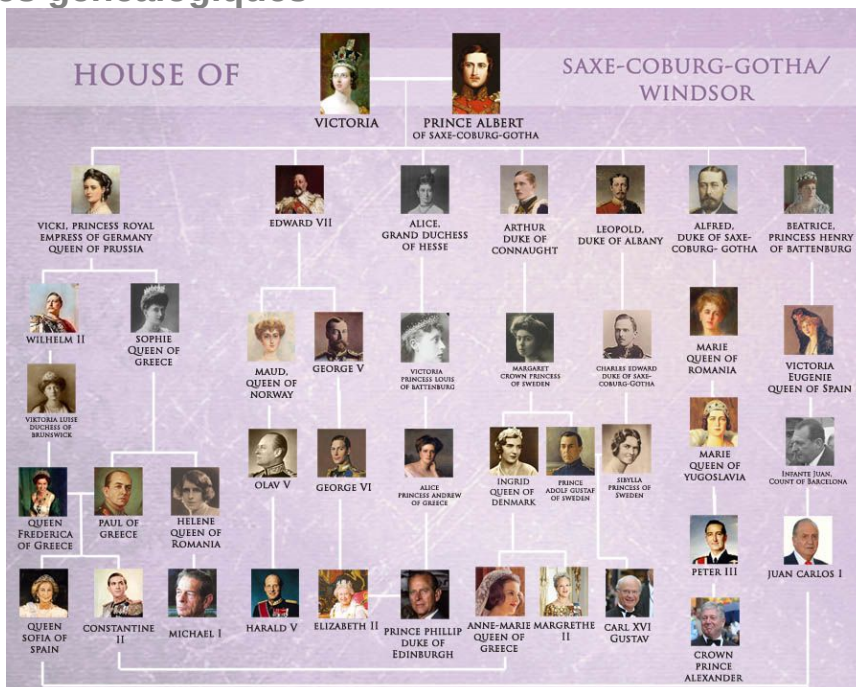 es généalogiques
HOUSE OF
SAXE-COBURG-GOTHA/
WINDSOR
VICTORIA
PRINCE ALBERT
OF SAXE-COBURG-GOTHA
VICKI, PRINCESS ROYAL
EMPRESS OF GERMANY
QUEEN OF PRUSSIA
EDWARD VII
ALICE,
GRAND DUCHESS
OF HESSE
ARTHUR
DUKE OF
CONNAUGHT
LEOPOLD,
DUKE OF ALBANY
ALFRED,
DUKE OF SAXE-
COBURG- GOTHA
BEATRICE,
PRINCESS HENRY
OF BATTENBURG
WILHELM II
SOPHIE
QUEEN OF
GREECE
MAUD,
QUEEN OF
NORWAY
GEORGE V
VICTORIA
PRINCESS LOUIS
OF BATTENBURG
MARGARET
CROWN PRINCESS
OF SWEDEN
CHARLES EDWARD
DUKE OF SAXE-
COBURG-GOTHA
MARIE
QUEEN OF
ROMANIA
VICTORIA
EUGENIE
QUEEN OF SPAIN
VIKTORIA LUISE
DUCHESS OF
BRUNSWICK
OLAV V
GEORGE VI
ALICE
PRINCESS ANDREW
OF GREECE
INGRID
QUEEN OF
DENMARK
PRINCE
ADOLF GUSTAF
OF SWEDEN
SIBYLLA
PRINCESS OF
SWEDEN
MARIE
QUEEN OF
YUGOSLAVIA
INFANTE JUAN,
COUNT OF BARCELONA
QUEEN
FREDERICA
OF GREECE
PAUL OF
GREECE
HELENE
QUEEN OF
ROMANIA
PETER III
JUAN CARLOS I
QUEEN
SOFIA OF
SPAIN
CONSTANTINE
II
MICHAEL I
HARALD V
ELIZABETH II
PRINCE PHILLIP
DUKE OF
EDINBURGH
ANNE-MARIE
QUEEN OF
GREECE
MARGRETHE
II
CARL XVI
GUSTAV
CROWN
PRINCE
ALEXANDER